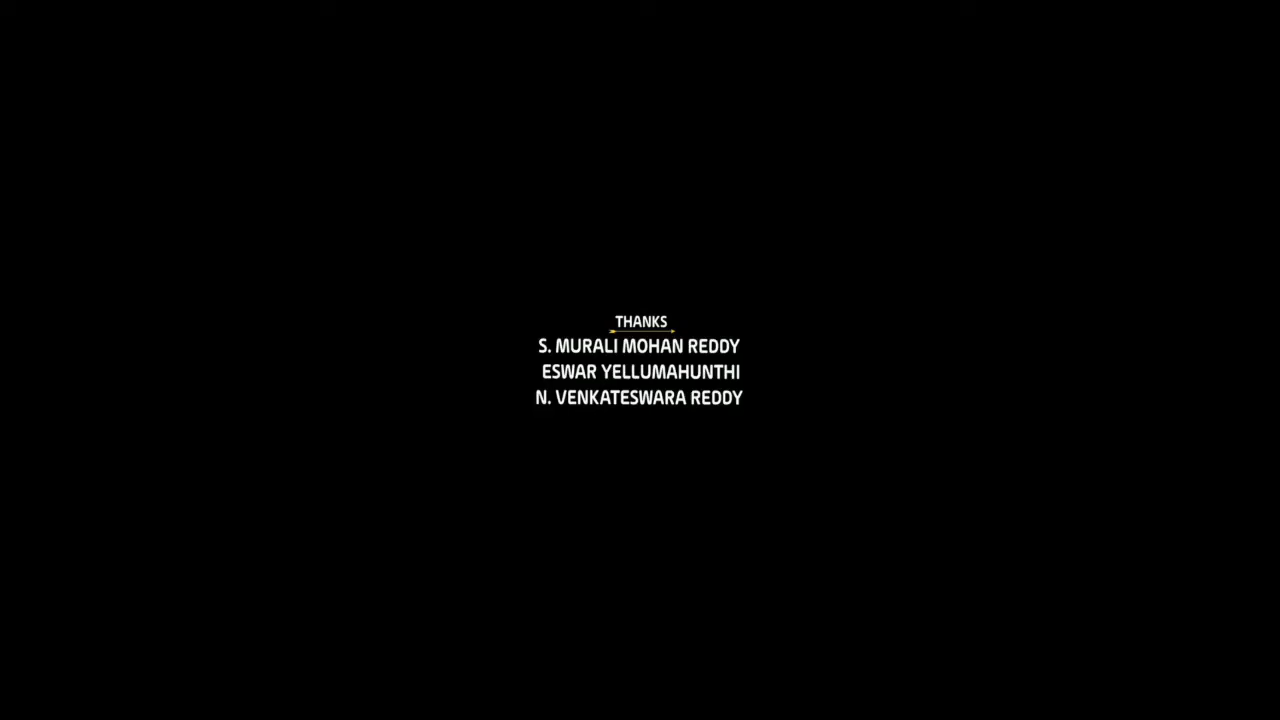 THANKS
S. MURALI MOHAN REDDY
ESWAR YELLUMAHUNTHI
N. VENKATESWARA REDDY